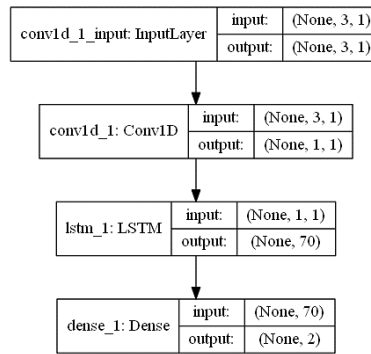 conv1d_1_input: InputLayer
input: (None, 3, 1)
output: (None, 3, 1)
conv1d_1: Conv1D
input: (None, 3, 1)
output: (None, 1, 1)
lstm_1: LSTM
input: (None, 1, 1)
output: (None, 70)
dense_1: Dense
input: (None, 70)
output: (None, 2)